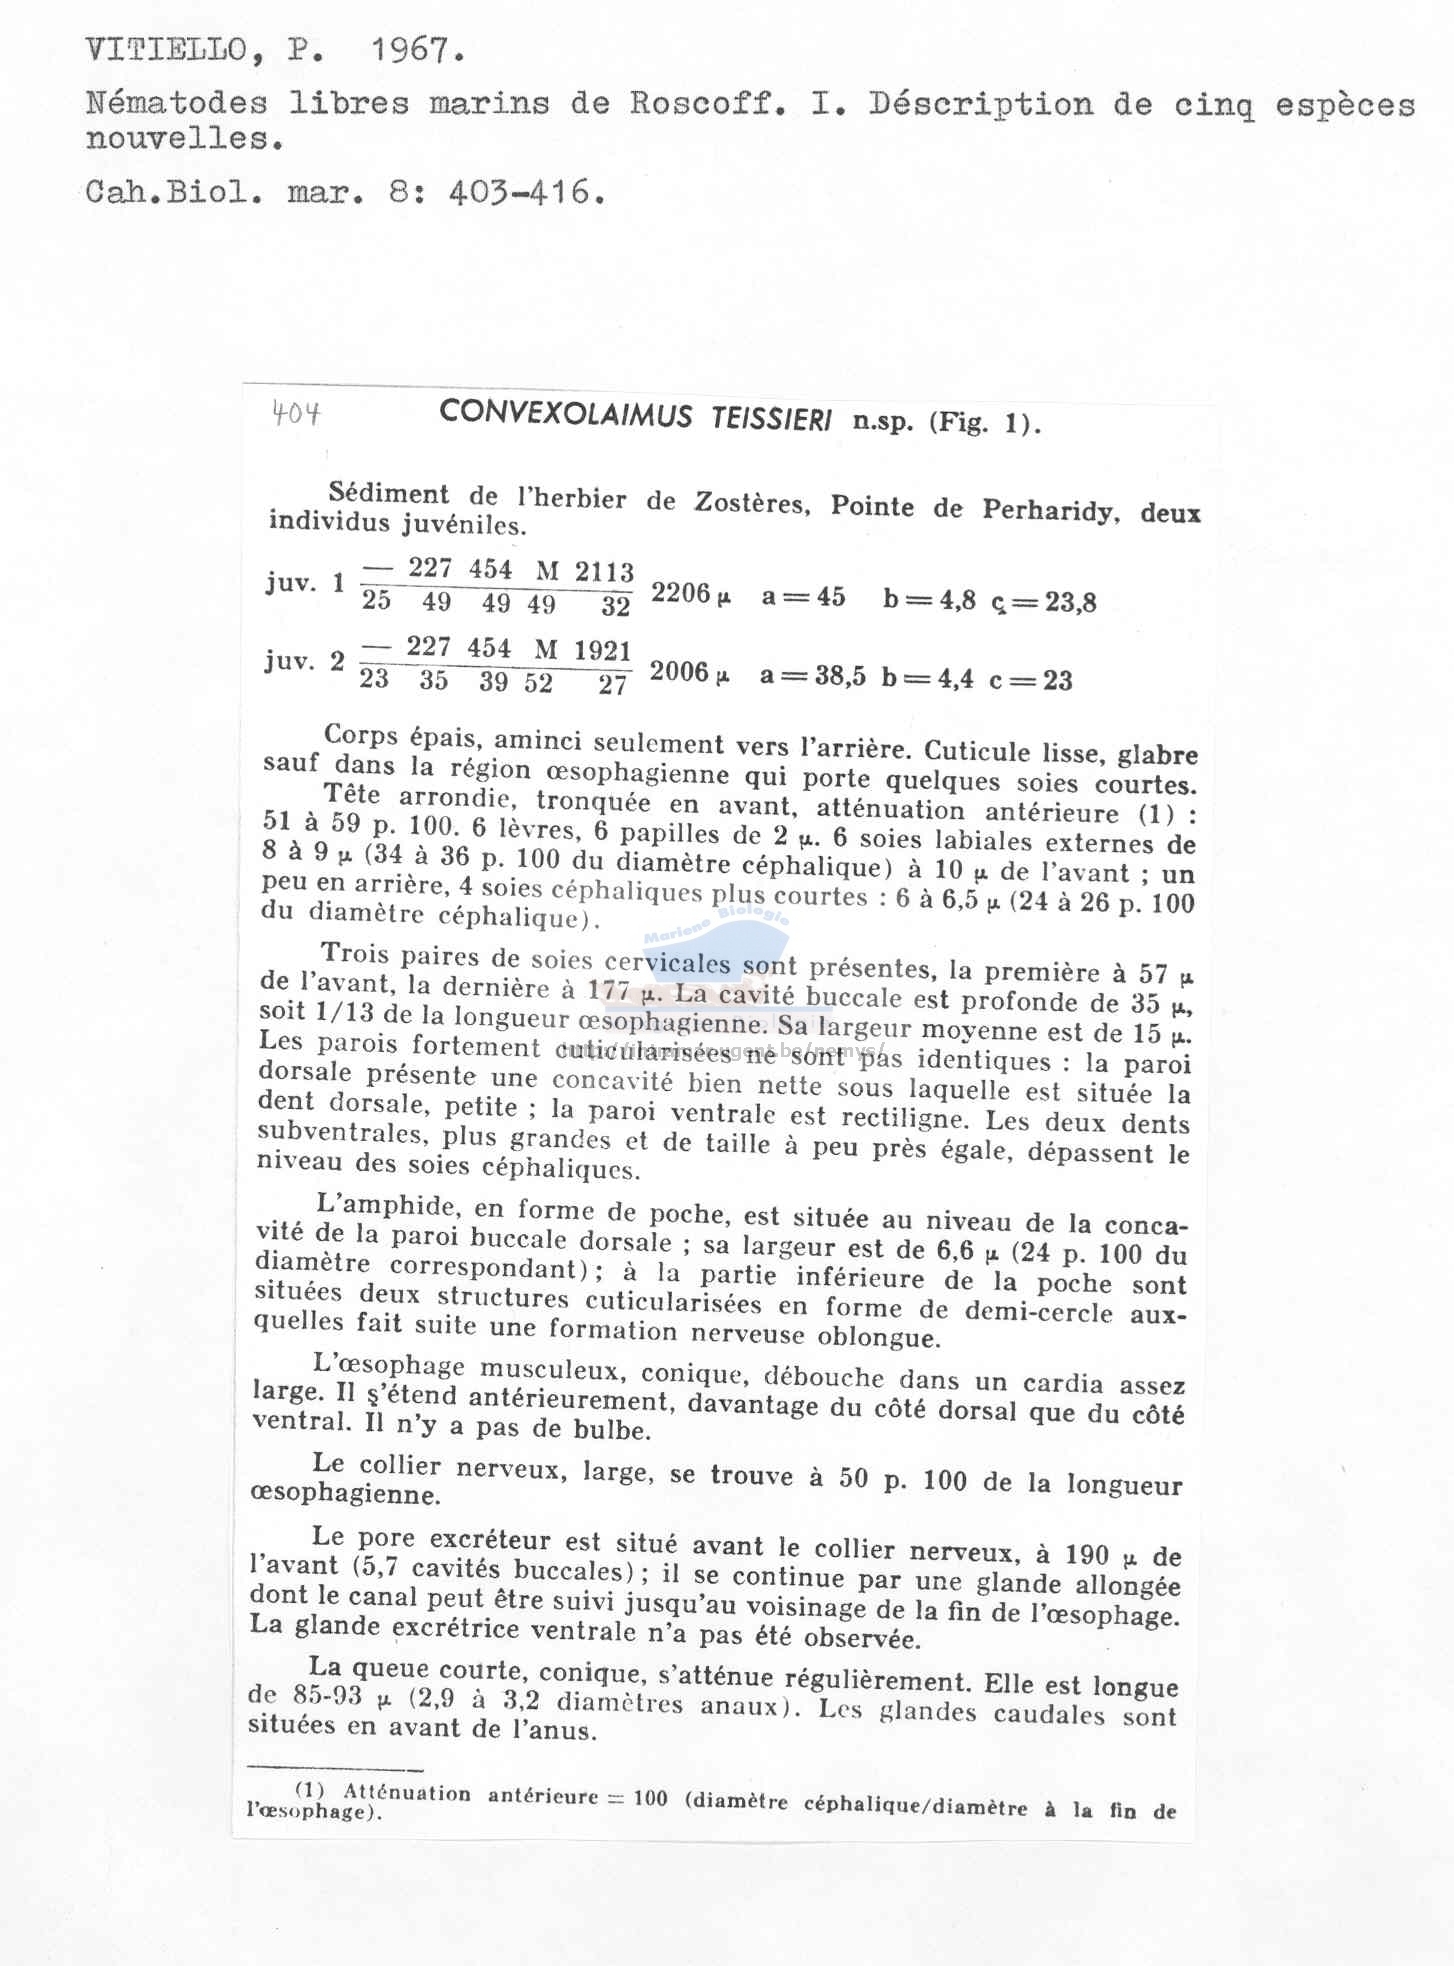 VITIELLO, P. 1967.
Nématodes libres marins de Roscoff. I. Déscription de cinq espèces
nouvelles.
Cah.Biol. mar. 8: 403-416.
404
CONVEXOLAIMUS TEISSIERI n.sp. (Fig. 1).
Sédiment de l'herbier de Zostères, Pointe de Perharidy, deux
individus juvéniles.
juv. 1 — 227 454 M 2113 / 25 49 49 49 32 2206 µ a = 45 b = 4,8 c = 23,8
juv. 2 — 227 454 M 1921 / 23 35 39 52 27 2006 µ a = 38,5 b = 4,4 c = 23
Corps épais, aminci seulement vers l'arrière. Cuticule lisse, glabre
sauf dans la région œsophagienne qui porte quelques soies courtes.
Tête arrondie, tronquée en avant, atténuation antérieure (1) :
51 à 59 p. 100. 6 lèvres, 6 papilles de 2 µ. 6 soies labiales externes de
8 à 9 µ (34 à 36 p. 100 du diamètre céphalique) à 10 µ de l'avant ; un
peu en arrière, 4 soies céphaliques plus courtes : 6 à 6,5 µ (24 à 26 p. 100
du diamètre céphalique).
Mariene Biologie
Trois paires de soies cervicales sont présentes, la première à 57 µ
de l'avant, la dernière à 177 µ. La cavité buccale est profonde de 35 µ,
soit 1/13 de la longueur œsophagienne. Sa largeur moyenne est de 15 µ.
Les parois fortement cuticularisées ne sont pas identiques : la paroi
dorsale présente une concavité bien nette sous laquelle est située la
dent dorsale, petite ; la paroi ventrale est rectiligne. Les deux dents
subventrales, plus grandes et de taille à peu près égale, dépassent le
niveau des soies céphaliques.
L'amphide, en forme de poche, est située au niveau de la conca-
vité de la paroi buccale dorsale ; sa largeur est de 6,6 µ (24 p. 100 du
diamètre correspondant) ; à la partie inférieure de la poche sont
situées deux structures cuticularisées en forme de demi-cercle aux-
quelles fait suite une formation nerveuse oblongue.
L'œsophage musculeux, conique, débouche dans un cardia assez
large. Il s'étend antérieurement, davantage du côté dorsal que du côté
ventral. Il n'y a pas de bulbe.
Le collier nerveux, large, se trouve à 50 p. 100 de la longueur
œsophagienne.
Le pore excréteur est situé avant le collier nerveux, à 190 µ de
l'avant (5,7 cavités buccales) ; il se continue par une glande allongée
dont le canal peut être suivi jusqu'au voisinage de la fin de l'œsophage.
La glande excrétrice ventrale n'a pas été observée.
La queue courte, conique, s'atténue régulièrement. Elle est longue
de 85-93 µ (2,9 à 3,2 diamètres anaux). Les glandes caudales sont
situées en avant de l'anus.
(1) Atténuation antérieure = 100 (diamètre céphalique/diamètre à la fin de
l'œsophage).